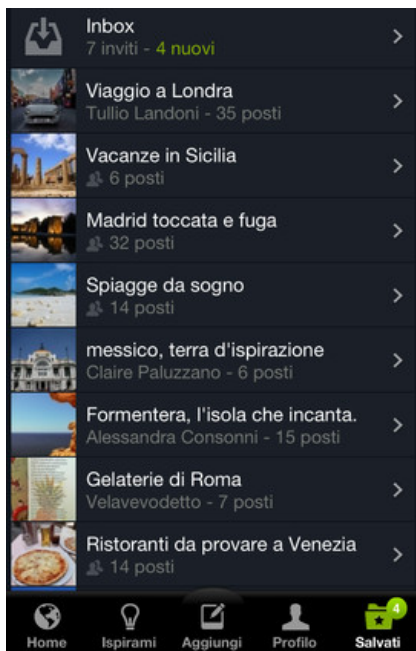 Inbox
7 inviti - 4 nuovi
Viaggio a Londra
Tullio Landoni - 35 posti
Vacanze in Sicilia
6 posti
Madrid toccata e fuga
32 posti
Spiagge da sogno
14 posti
messico, terra d'ispirazione
Claire Paluzzano - 6 posti
Formentera, l'isola che incanta.
Alessandra Consonni - 15 posti
Gelaterie di Roma
Velavevodetto - 7 posti
Ristoranti da provare a Venezia
14 posti
4
Home Ispirami Aggiungi Profilo Salvati